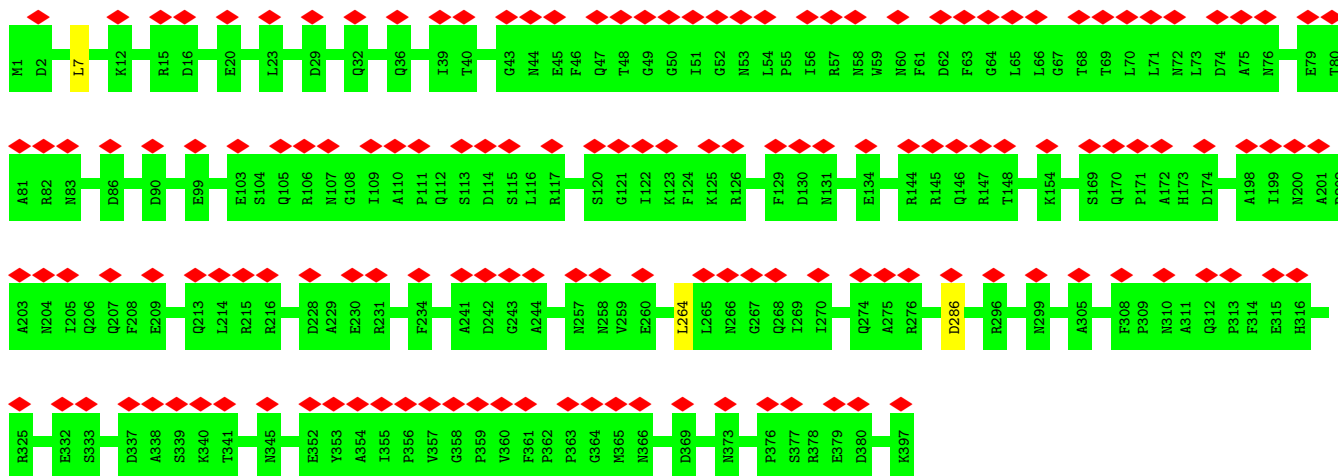 M1 D2 L7 K12 R15 D16 E20 L23 D29 Q32 Q36 I39 T40 G43 N44 E45 F46 Q47 T48 G49 G50 I51 G52 N53 L54 P55 I56 R57 N58 W59 N60 F61 D62 F63 G64 L65 L66 G67 T68 T69 L70 L71 N72 L73 D74 A75 N76 E79 T80
A81 R82 N83 D86 D90 E99 E103 S104 Q105 R106 N107 G108 I109 A110 P111 Q112 S113 D114 S115 L116 R117 S120 G121 I122 K123 F124 K125 R126 F129 D130 N131 E134 R144 R145 Q146 R147 T148 K154 S169 Q170 P171 A172 H173 D174 A198 I199 N200 A201
A203 N204 I205 Q206 Q207 F208 E209 Q213 L214 R215 R216 D228 A229 E230 R231 F234 A241 D242 G243 A244 N257 N258 V259 E260 L264 L265 N266 G267 Q268 I269 I270 Q274 A275 R276 D286 R296 N299 A305 F308 P309 N310 A311 Q312 P313 F314 E315 H316
R325 E332 S333 D337 A338 S339 K340 T341 N345 E352 Y353 A354 I355 P356 V357 G358 P359 V360 F361 P362 P363 G364 M365 N366 D369 N373 P376 S377 R378 E379 D380 K397